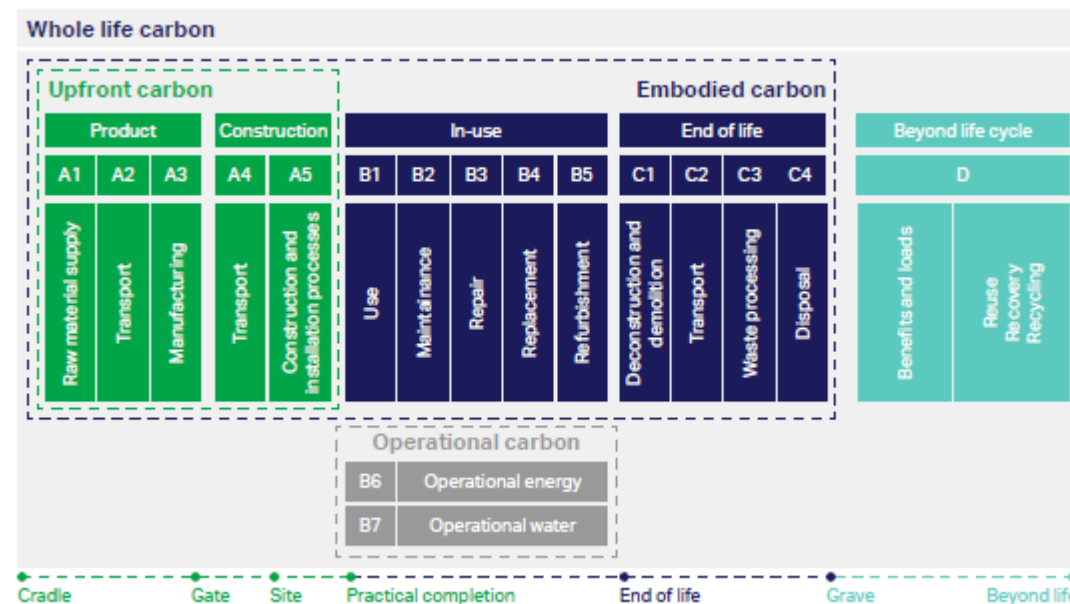 Whole life carbon
Upfront carbon
Embodied carbon
Product
Construction
In-use
End of life
Beyond life cycle
A1
A2
A3
A4
A5
B1
B2
B3
B4
B5
C1
C2
C3
C4
D
Raw material supply
Transport
Manufacturing
Transport
Construction and
installation processes
Use
Maintainance
Repair
Replacement
Refurbishment
Deconstruction and
demolition
Transport
Waste processing
Disposal
Benefits and loads
Reuse
Recovery
Recycling
Operational carbon
B6
Operational energy
B7
Operational water
Cradle
Gate
Site
Practical completion
End of life
Grave
Beyond life